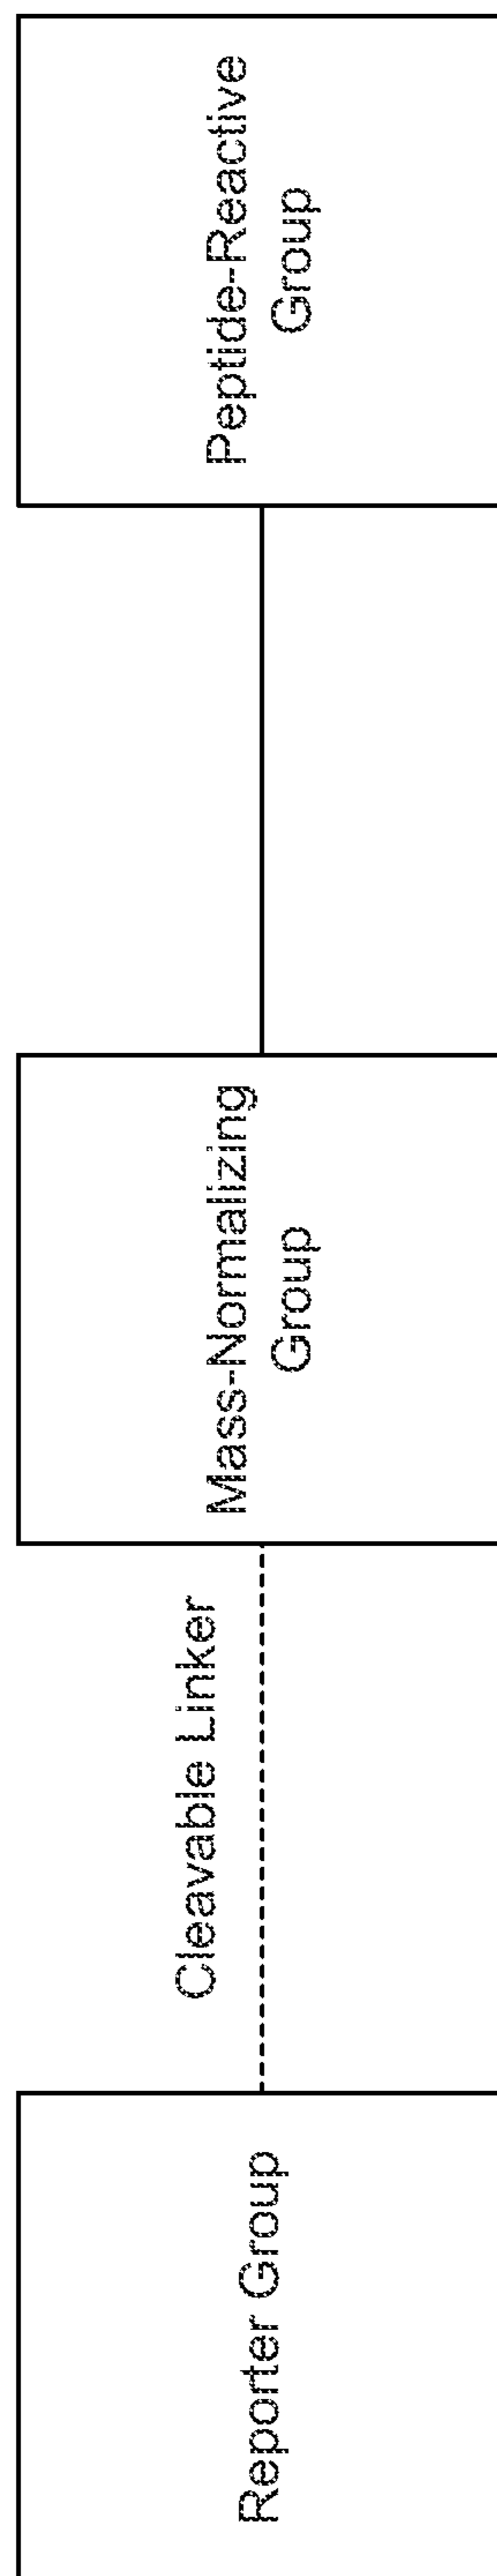 Reporter Group
Cleavable Linker
Mass-Normalizing
Group
Peptide-Reactive
Group